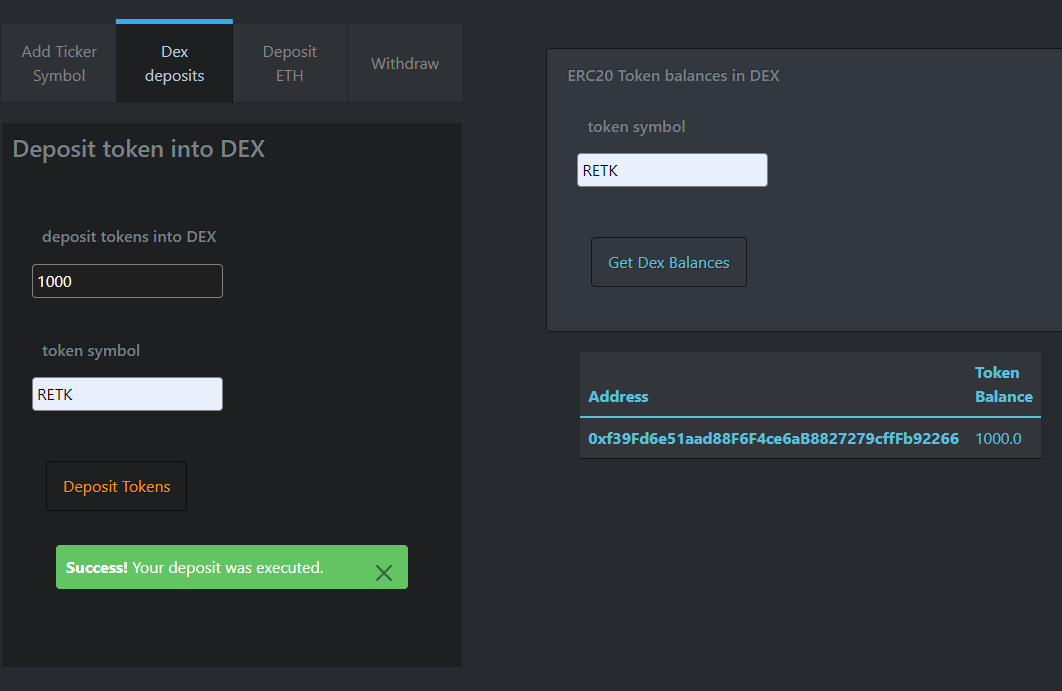 Add Ticker
Symbol
Dex
deposits
Deposit
ETH
Withdraw
Deposit token into DEX
deposit tokens into DEX
1000
token symbol
RETK
Deposit Tokens
Success! Your deposit was executed.
ERC20 Token balances in DEX
token symbol
RETK
Get Dex Balances
Address
Token
Balance
0xf39Fd6e51aad88F6F4ce6aB8827279cffFb92266
1000.0